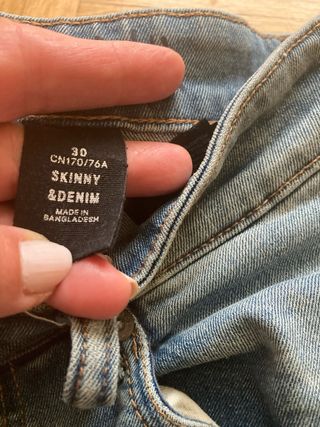 30
CN170/76A
SKINNY
&DENIM
MADE IN
BANGLADESH